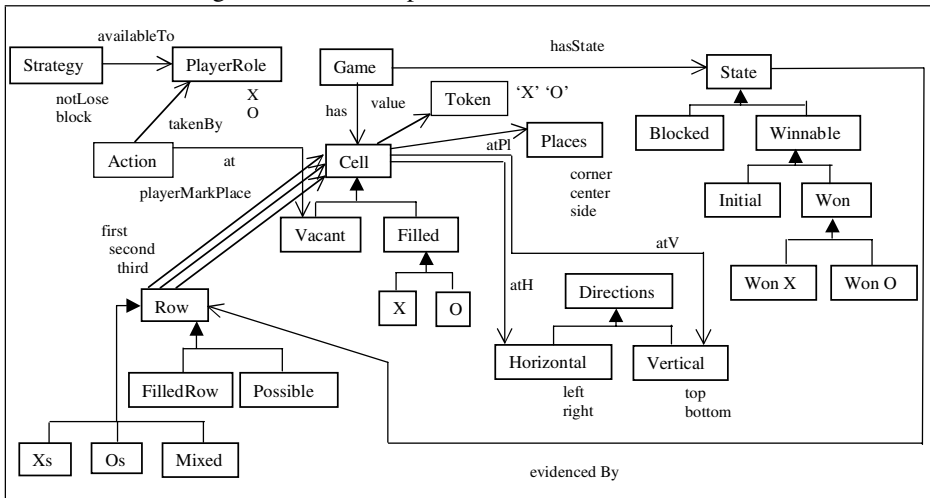 availableTo
hasState
Strategy
PlayerRole
Game
State
notLose
block
X
O
has
value
Token
‘X’ ‘O’
takenBy
Blocked
Winnable
Action
at
Cell
atPl
Places
playerMarkPlace
corner
center
side
Initial
Won
first
second
third
Vacant
Filled
atV
Won X
Won O
atH
Directions
X
O
Row
Horizontal
Vertical
FilledRow
Possible
left
right
top
bottom
Xs
Os
Mixed
evidenced By